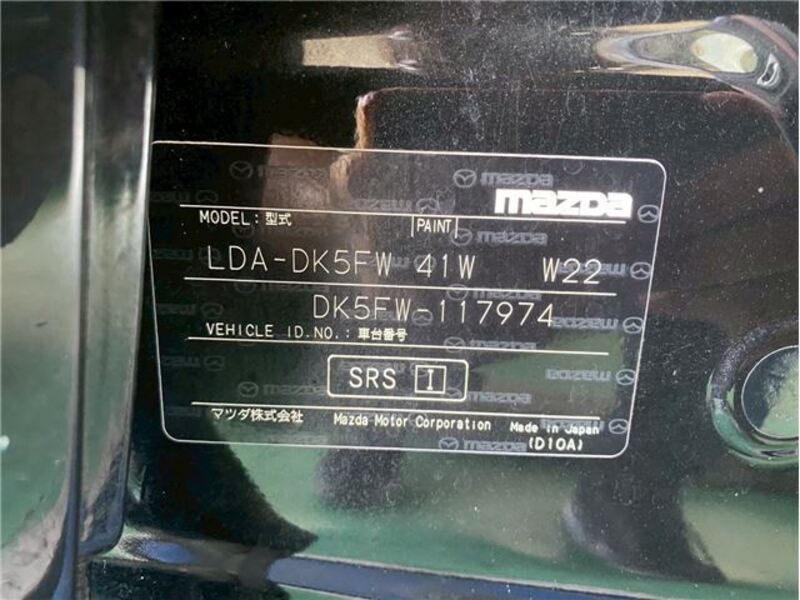 mazda
MODEL: 型式 PAINT
LDA-DK5FW 41W W22
DK5FW-117974
VEHICLE ID.NO.: 車台番号
SRS I
マツダ株式会社 Mazda Motor Corporation Made in Japan
(D10A)